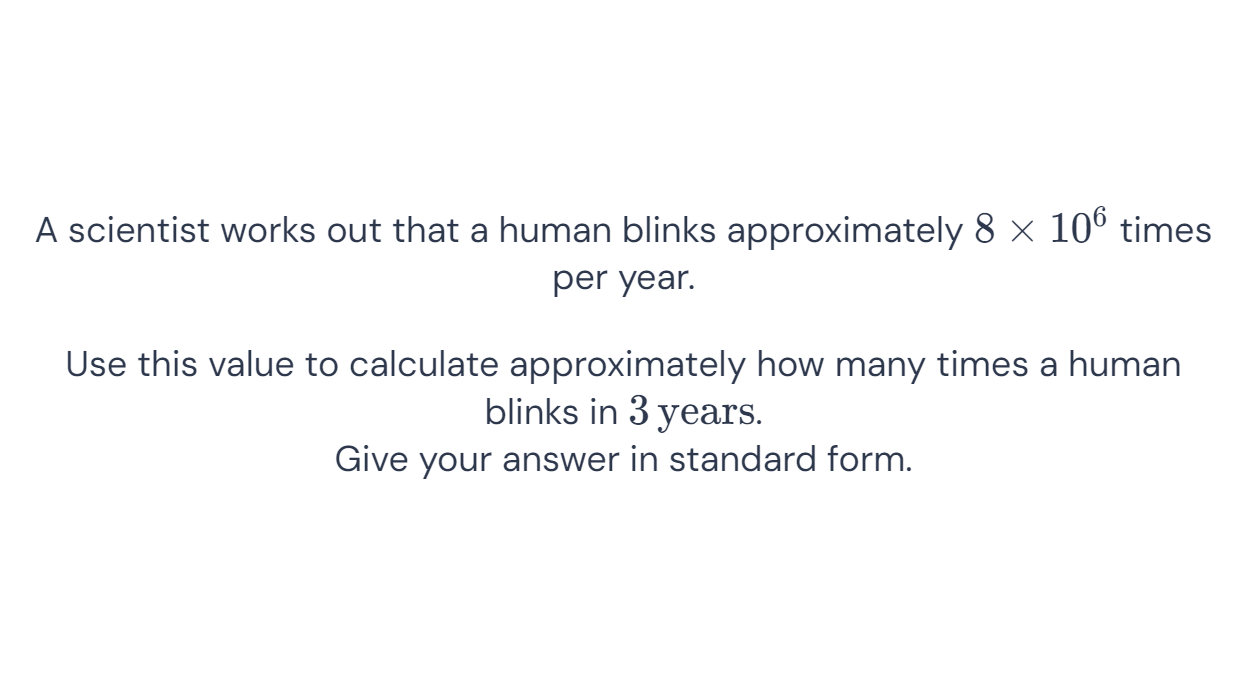 A scientist works out that a human blinks approximately 8 × 10⁶ times
per year.
Use this value to calculate approximately how many times a human
blinks in 3 years.
Give your answer in standard form.